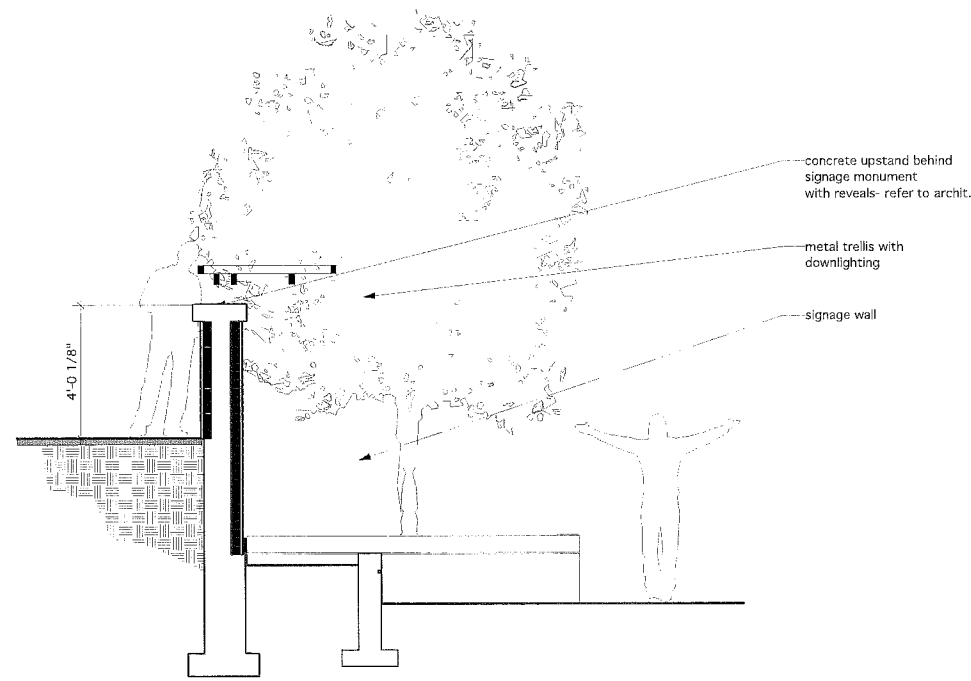 concrete upstand behind
signage monument
with reveals- refer to archit.
metal trellis with
downlighting
signage wall
4'-0 1/8"